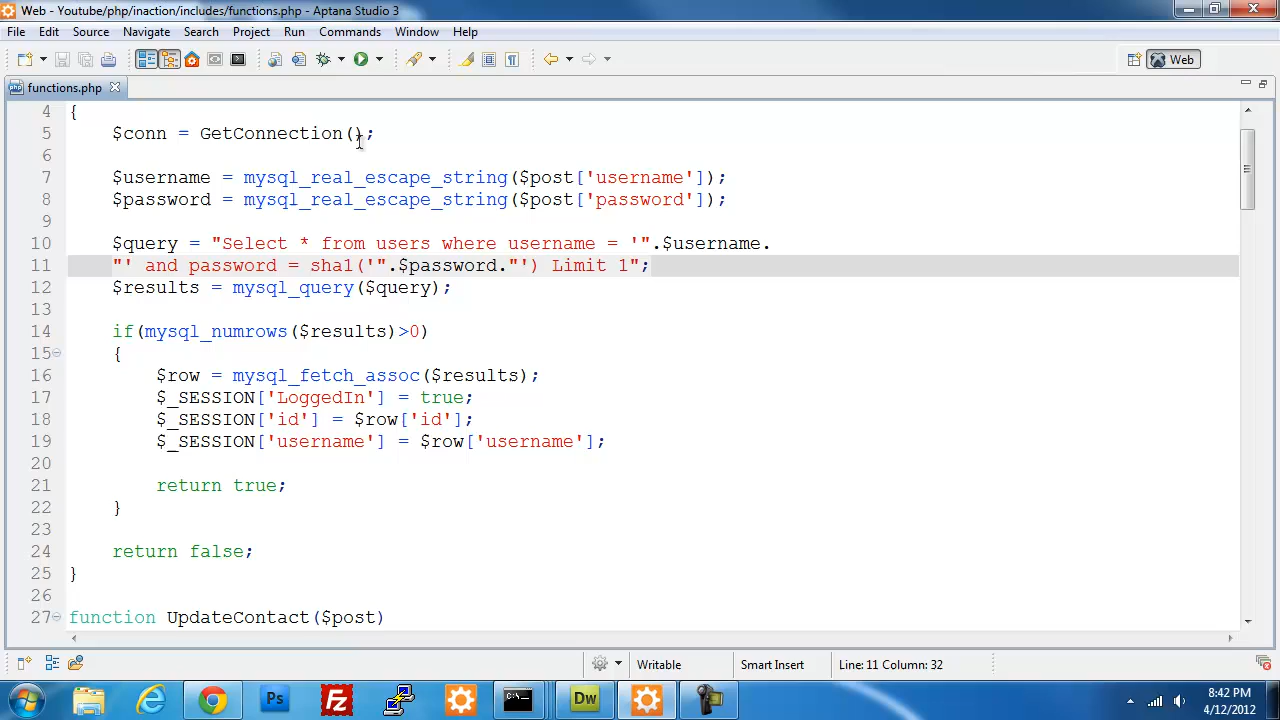 Web - Youtube/php/inaction/includes/functions.php - Aptana Studio 3
File Edit Source Navigate Search Project Run Commands Window Help
Web
functions.php
4 {
5 $conn = GetConnection();
6
7 $username = mysql_real_escape_string($post['username']);
8 $password = mysql_real_escape_string($post['password']);
9
10 $query = "Select * from users where username = '".$username.
11 "' and password = sha1('".$password."') Limit 1";
12 $results = mysql_query($query);
13
14 if(mysql_numrows($results)>0)
15 {
16 $row = mysql_fetch_assoc($results);
17 $_SESSION['LoggedIn'] = true;
18 $_SESSION['id'] = $row['id'];
19 $_SESSION['username'] = $row['username'];
20
21 return true;
22 }
23
24 return false;
25 }
26
27 function UpdateContact($post)
Writable Smart Insert Line: 11 Column: 32
Ps Fz Dw
8:42 PM
4/12/2012